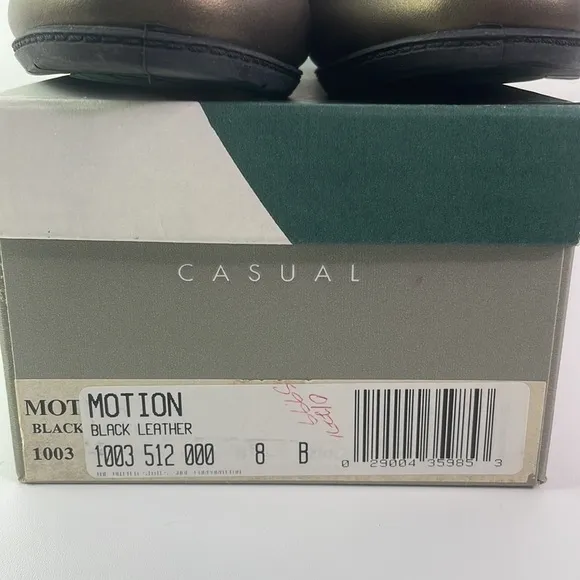 CASUAL
MOT MOTION
BLACK BLACK LEATHER
1003 1003 512 000 8 B
0 29004 35985 3